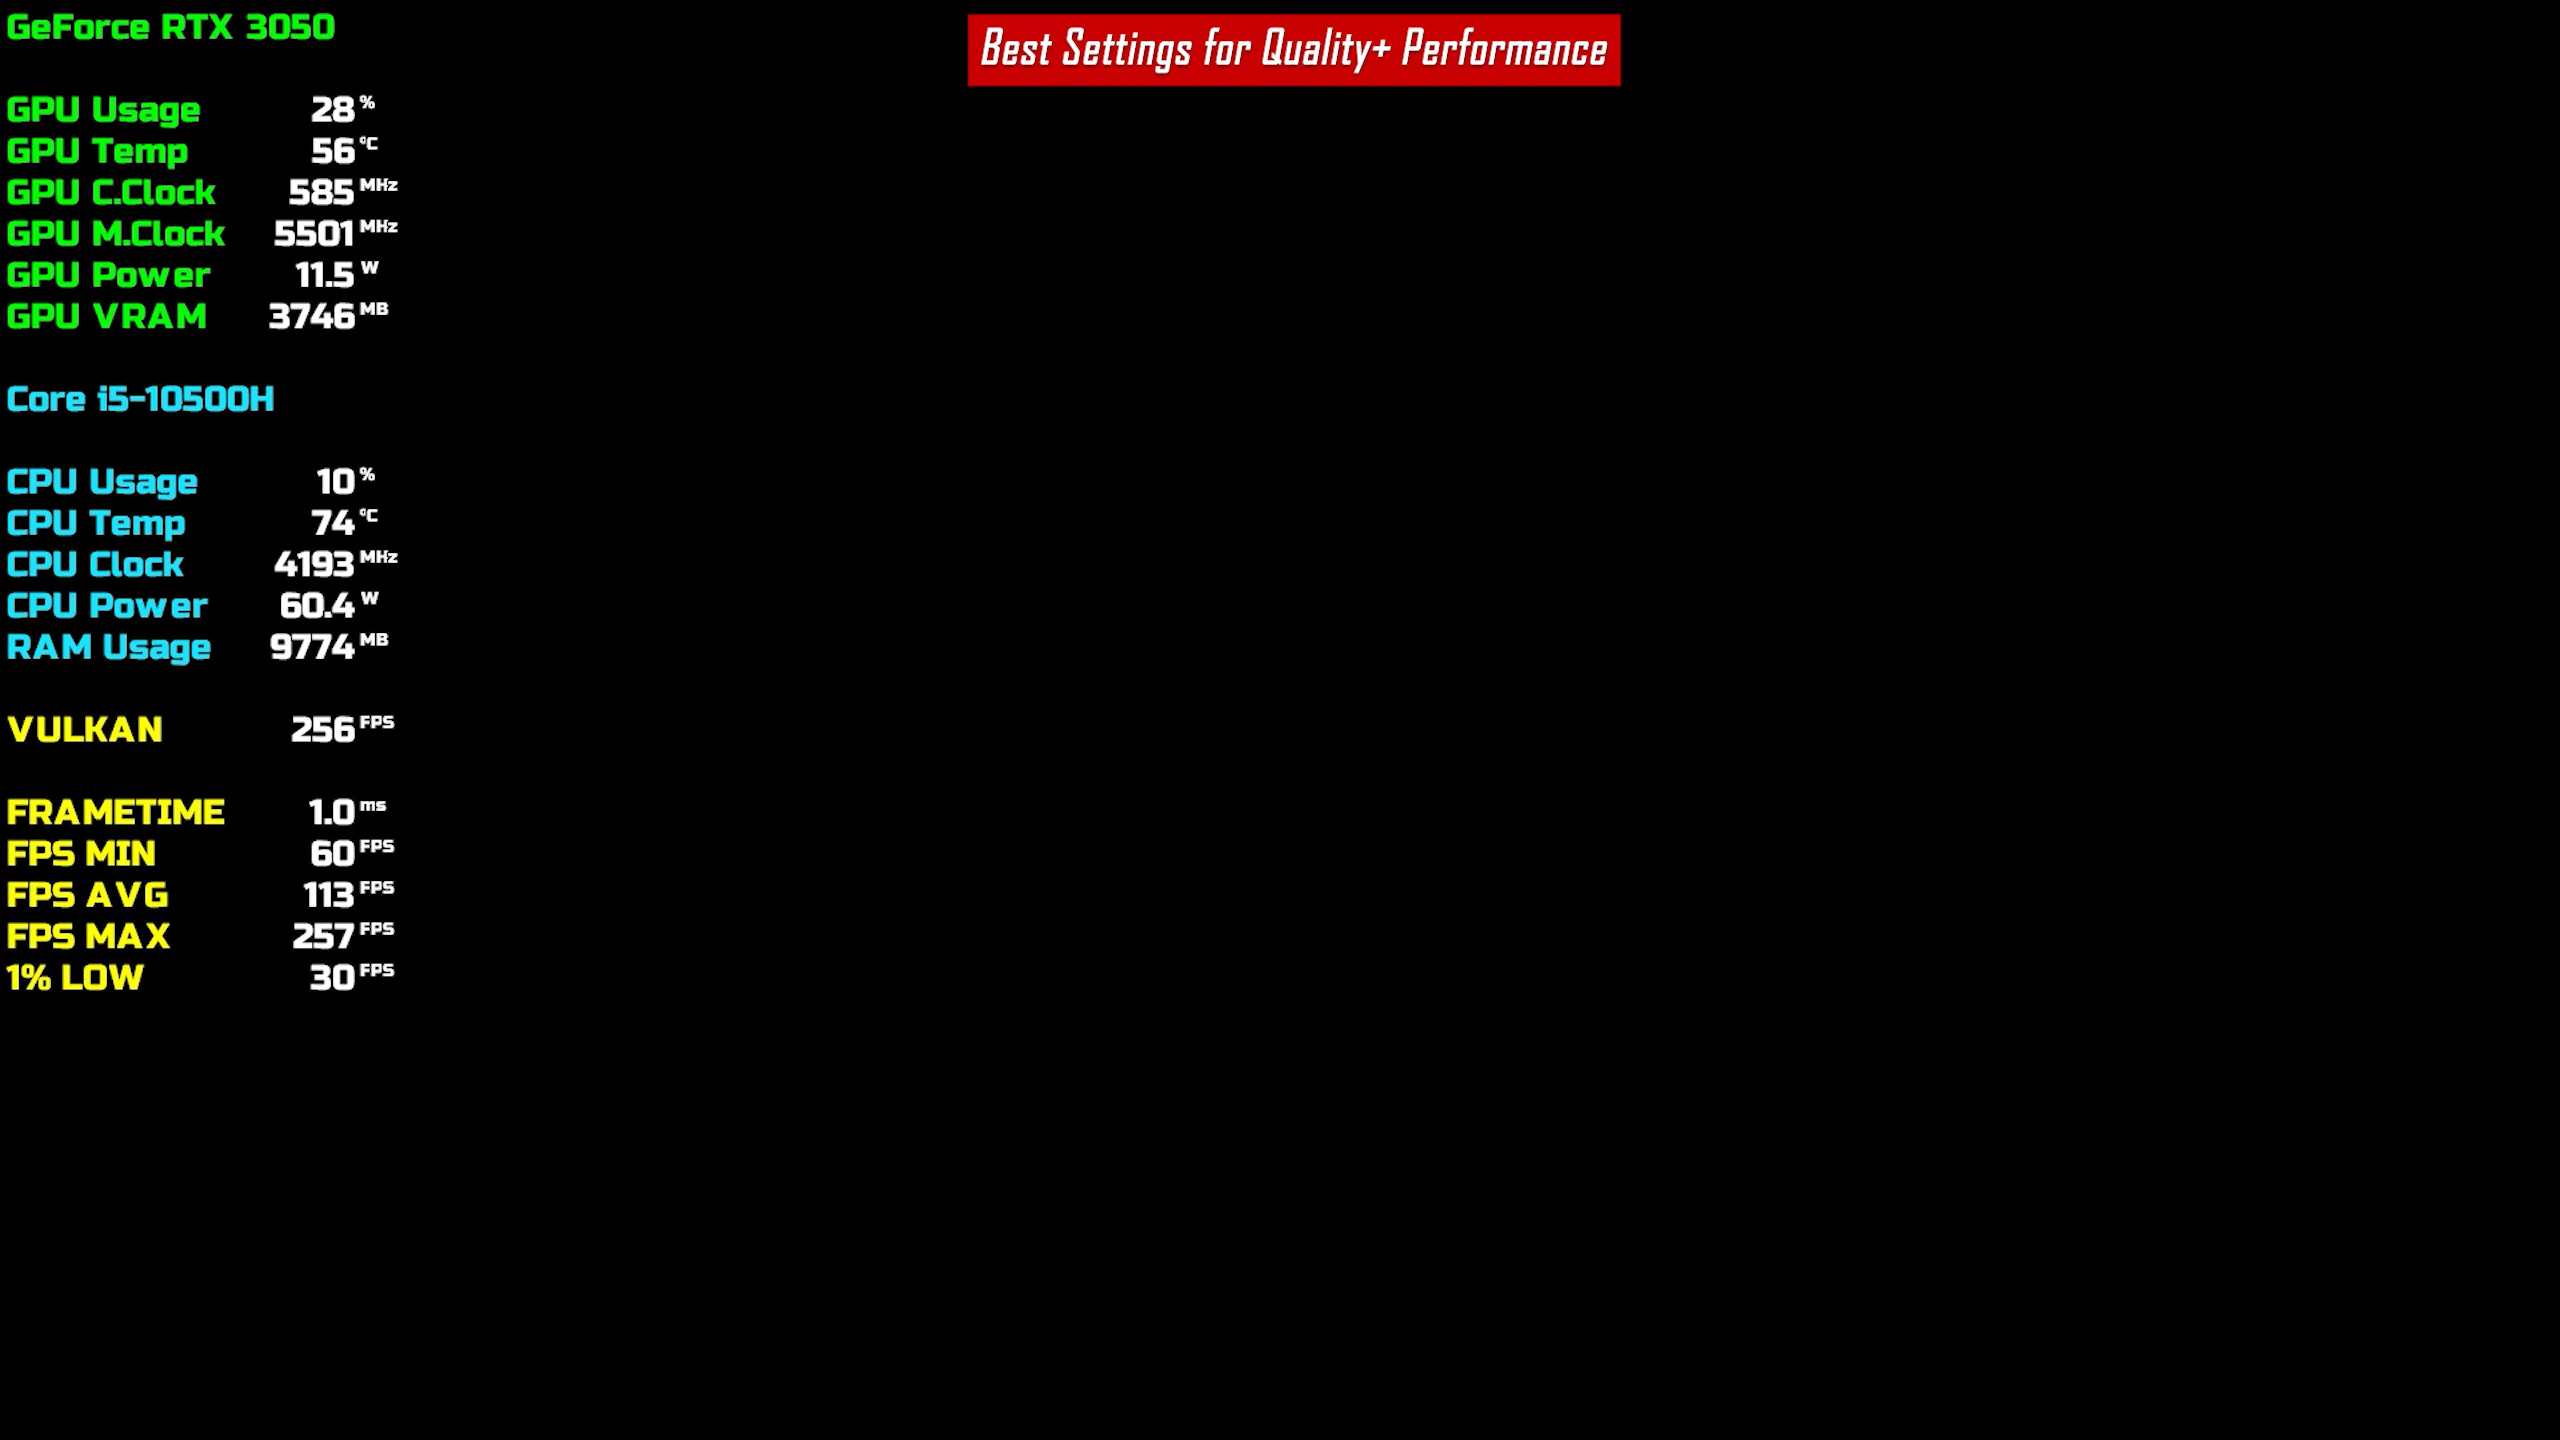 GeForce RTX 3050
Best Settings for Quality+ Performance
GPU Usage 28 %
GPU Temp 56 °C
GPU C.Clock 585 MHz
GPU M.Clock 5501 MHz
GPU Power 11.5 W
GPU VRAM 3746 MB
Core i5-10500H
CPU Usage 10 %
CPU Temp 74 °C
CPU Clock 4193 MHz
CPU Power 60.4 W
RAM Usage 9774 MB
VULKAN 256 FPS
FRAMETIME 1.0 ms
FPS MIN 60 FPS
FPS AVG 113 FPS
FPS MAX 257 FPS
1% LOW 30 FPS